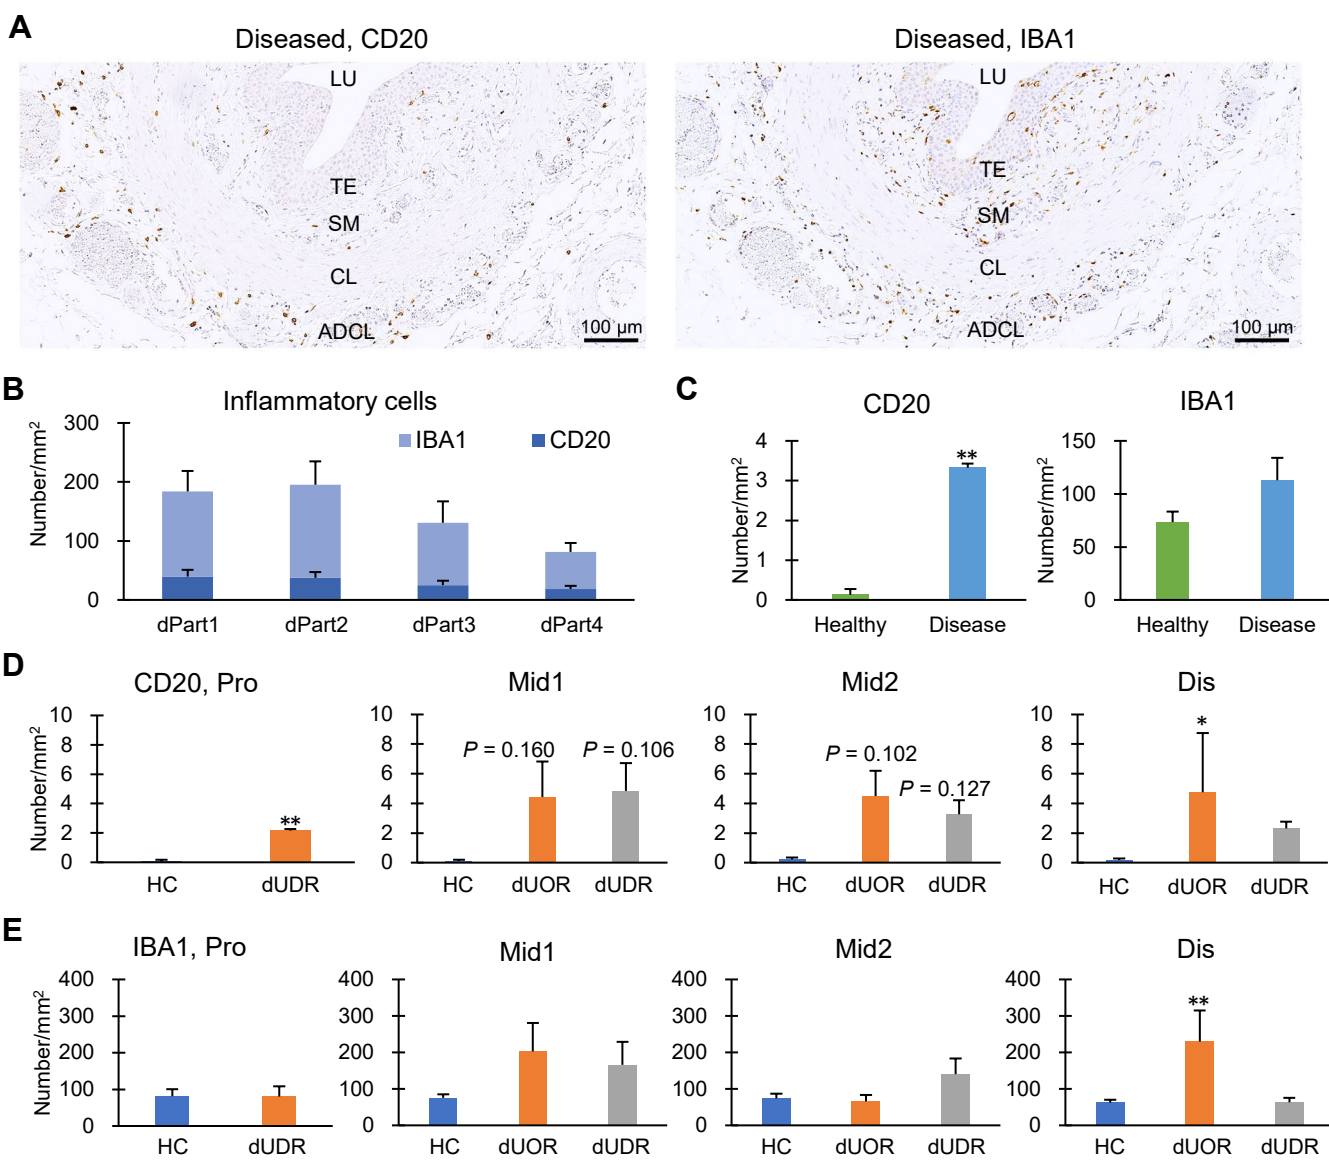 A
Diseased, CD20
Diseased, IBA1
LU
TE
SM
CL
ADCL
100 µm
LU
TE
SM
CL
ADCL
100 µm
B
Inflammatory cells
IBA1
CD20
Number/mm²
300
200
100
0
dPart1
dPart2
dPart3
dPart4
C
CD20
Number/mm²
4
3
2
1
0
**
Healthy
Disease
IBA1
Number/mm²
150
100
50
0
Healthy
Disease
D
CD20, Pro
Number/mm²
10
8
6
4
2
0
**
HC
dUDR
Mid1
10
8
6
4
2
0
P = 0.160
P = 0.106
HC
dUOR
dUDR
Mid2
10
8
6
4
2
0
P = 0.102
P = 0.127
HC
dUOR
dUDR
Dis
10
8
6
4
2
0
*
HC
dUOR
dUDR
E
IBA1, Pro
Number/mm²
400
300
200
100
0
HC
dUDR
Mid1
400
300
200
100
0
HC
dUOR
dUDR
Mid2
400
300
200
100
0
HC
dUOR
dUDR
Dis
400
300
200
100
0
**
HC
dUOR
dUDR